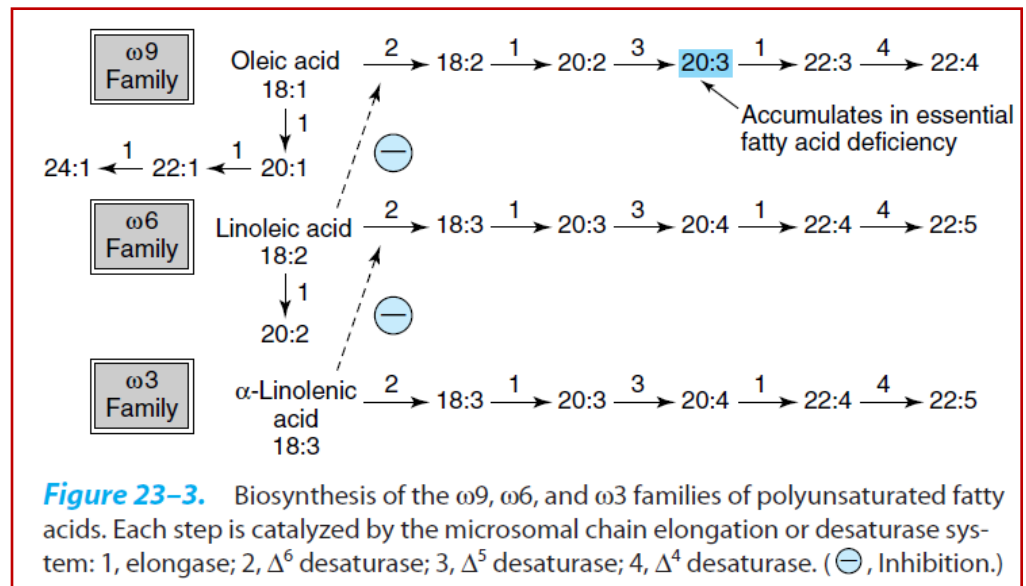 ω9
Family
Oleic acid
18:1
2 18:2 1 20:2 3 20:3 1 22:3 4 22:4
Accumulates in essential
fatty acid deficiency
1
24:1 1 22:1 1 20:1
−
ω6
Family
Linoleic acid
18:2
2 18:3 1 20:3 3 20:4 1 22:4 4 22:5
1
20:2
−
ω3
Family
α-Linolenic
acid
18:3
2 18:3 1 20:3 3 20:4 1 22:4 4 22:5
Figure 23–3. Biosynthesis of the ω9, ω6, and ω3 families of polyunsaturated fatty
acids. Each step is catalyzed by the microsomal chain elongation or desaturase sys-
tem: 1, elongase; 2, Δ⁶ desaturase; 3, Δ⁵ desaturase; 4, Δ⁴ desaturase. (⊖, Inhibition.)